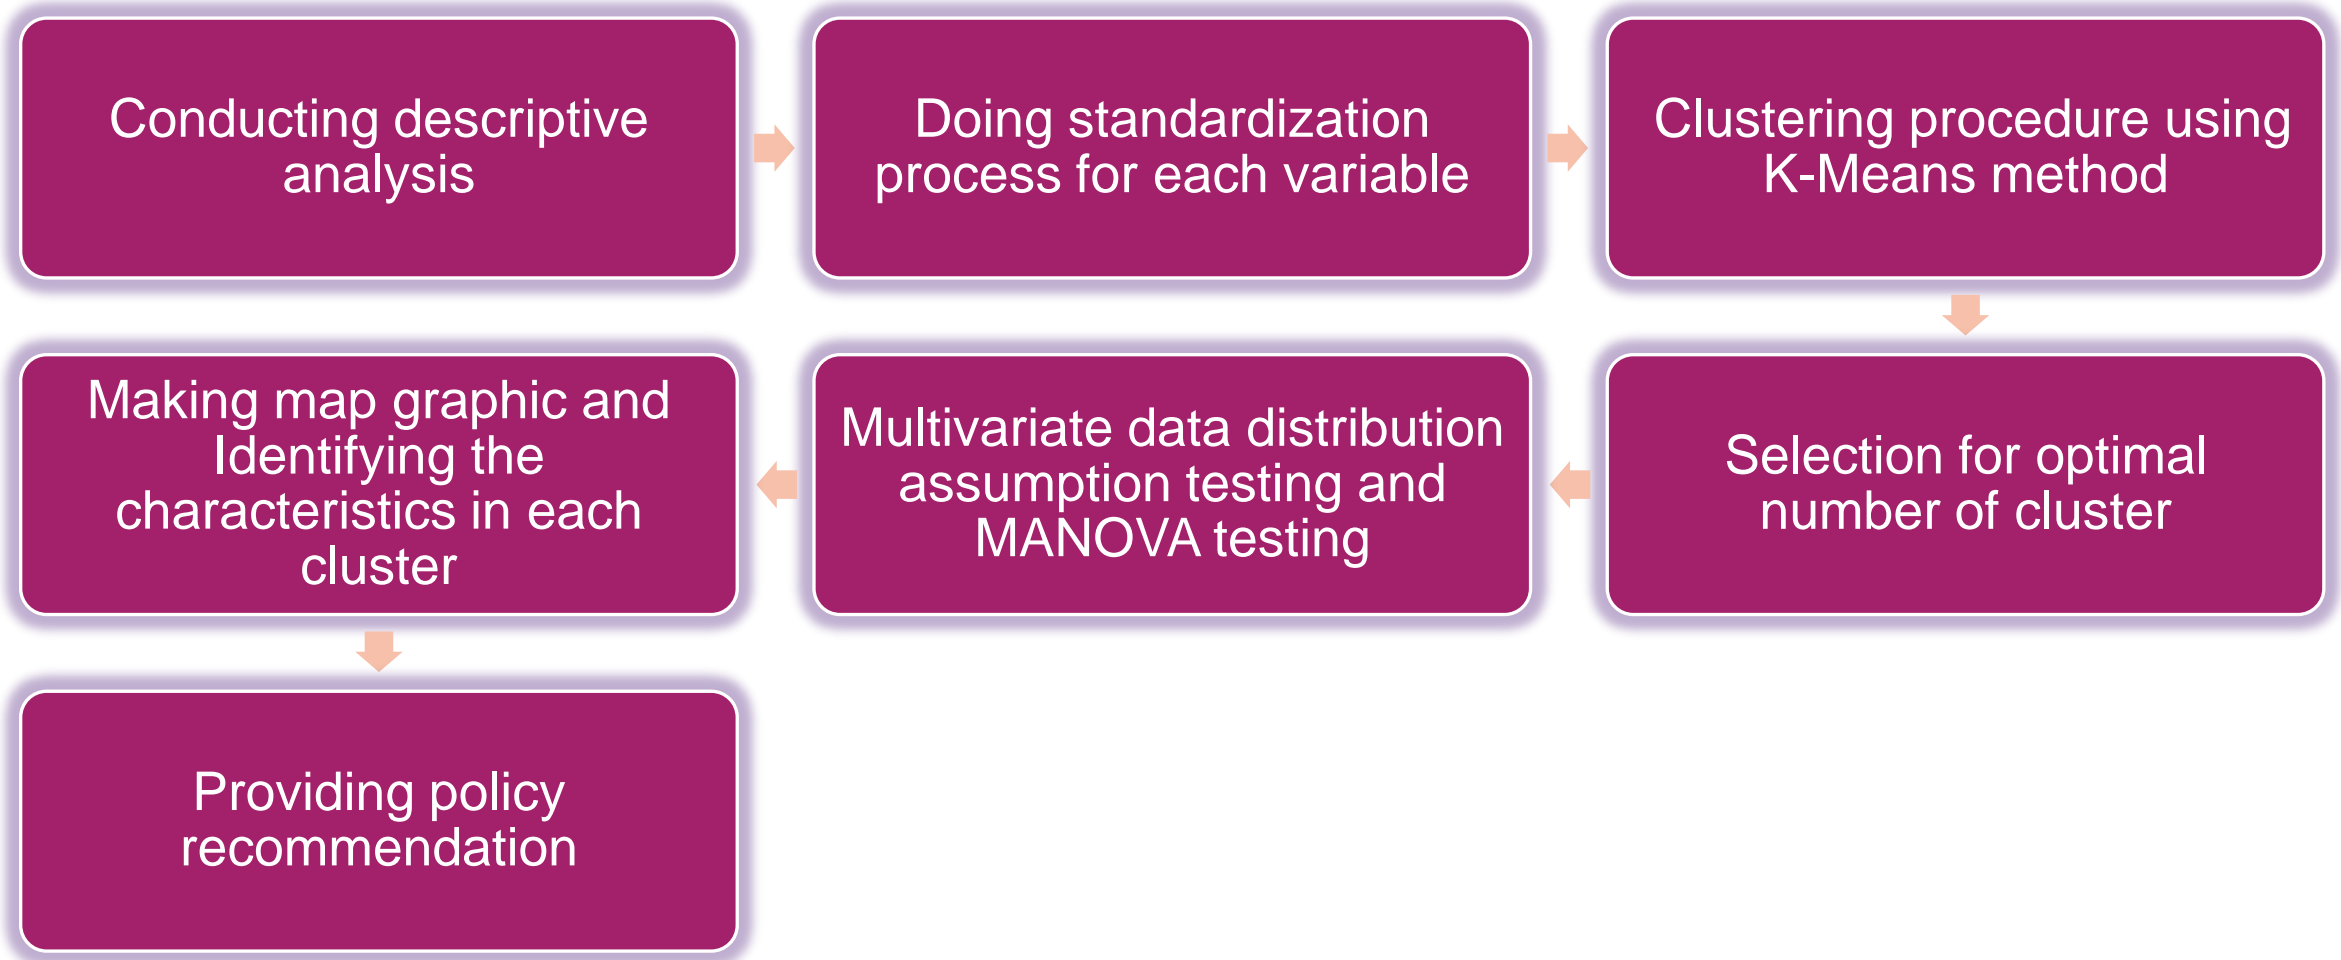 Conducting descriptive
analysis
Doing standardization
process for each variable
Clustering procedure using
K-Means method
Selection for optimal
number of cluster
Multivariate data distribution
assumption testing and
MANOVA testing
Making map graphic and
Identifying the
characteristics in each
cluster
Providing policy
recommendation